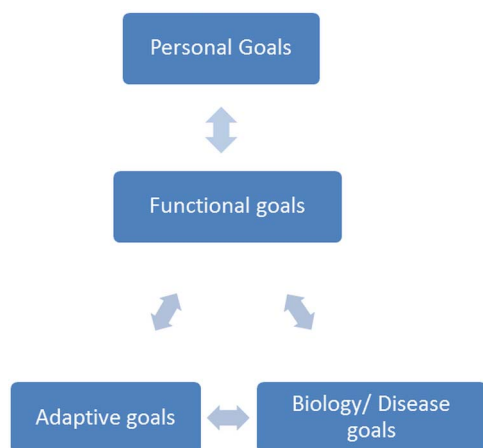 Personal Goals
Functional goals
Adaptive goals
Biology/ Disease
goals